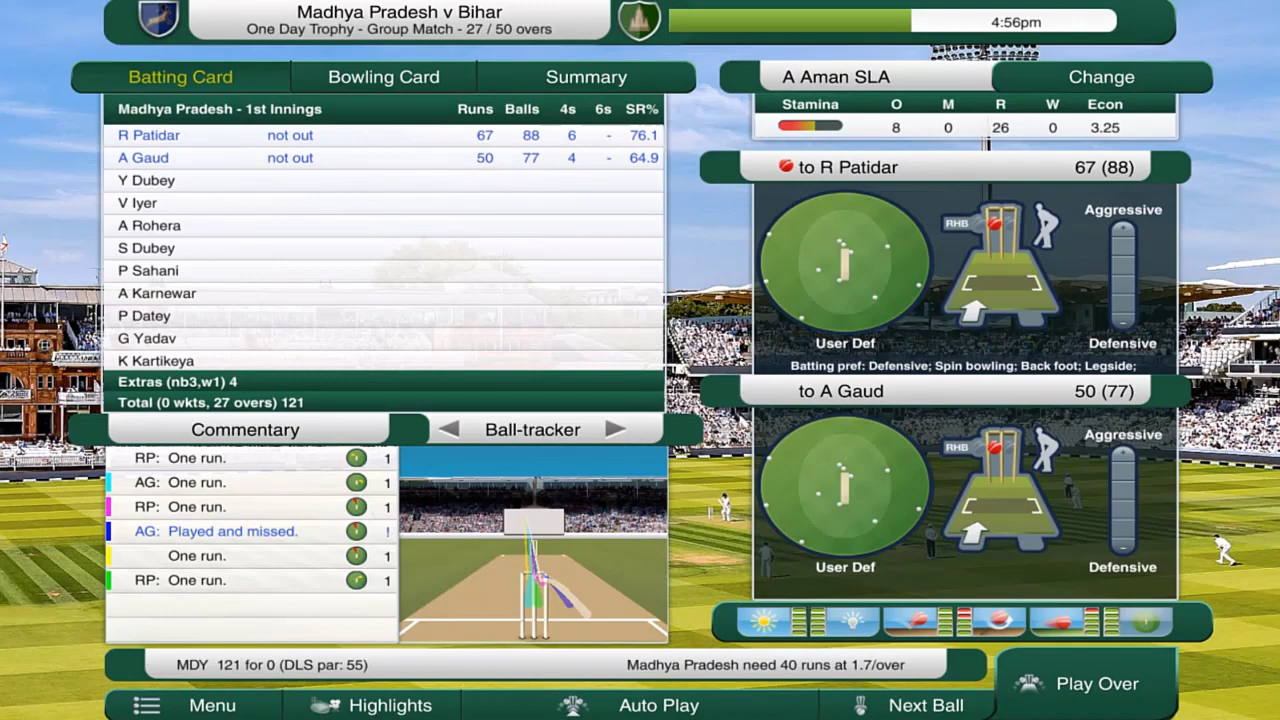 Madhya Pradesh v Bihar
One Day Trophy - Group Match - 27 / 50 overs
4:56pm
Batting Card Bowling Card Summary
Madhya Pradesh - 1st Innings Runs Balls 4s 6s SR%
R Patidar not out 67 88 6 - 76.1
A Gaud not out 50 77 4 - 64.9
Y Dubey
V Iyer
A Rohera
S Dubey
P Sahani
A Karnewar
P Datey
G Yadav
K Kartikeya
Extras (nb3,w1) 4
Total (0 wkts, 27 overs) 121
Commentary
Ball-tracker
RP: One run. 1
AG: One run. 1
RP: One run. 1
AG: Played and missed. !
One run. 1
RP: One run. 1
A Aman SLA Change
Stamina O M R W Econ
8 0 26 0 3.25
to R Patidar 67 (88)
RHB
Aggressive
User Def
Defensive
Batting pref: Defensive; Spin bowling; Back foot; Legside;
to A Gaud 50 (77)
RHB
Aggressive
User Def
Defensive
MDY 121 for 0 (DLS par: 55) Madhya Pradesh need 40 runs at 1.7/over
Menu Highlights Auto Play Next Ball Play Over